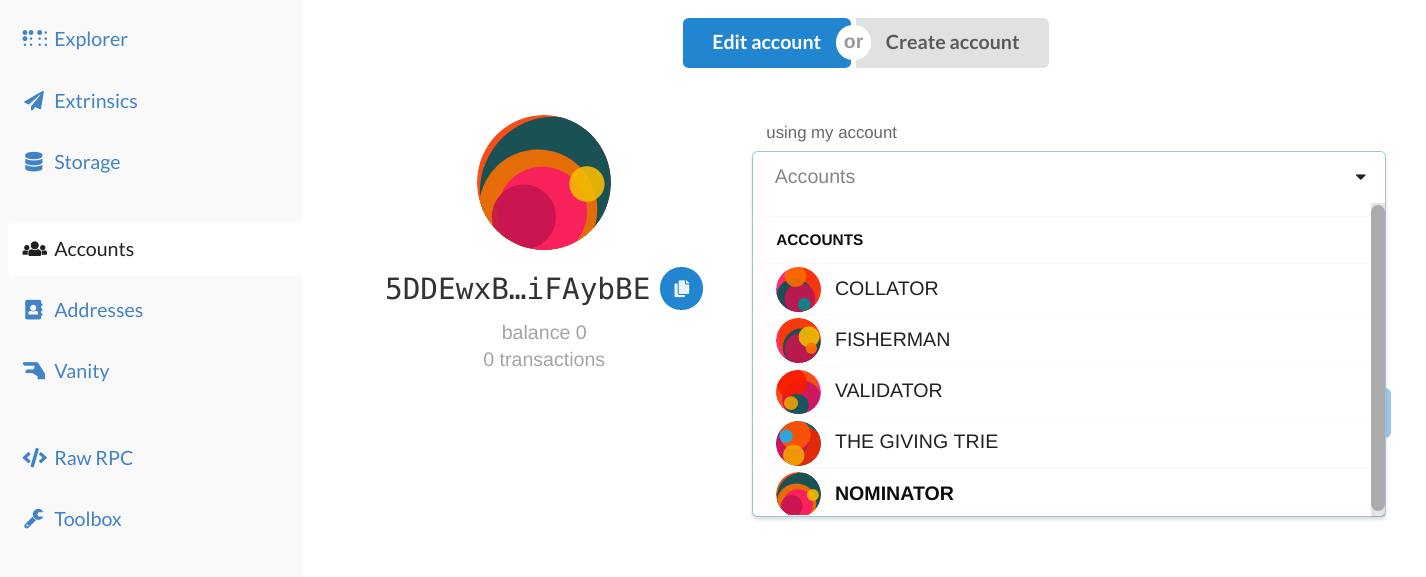 Explorer
Extrinsics
Storage
Accounts
Addresses
Vanity
Raw RPC
Toolbox
Edit account or Create account
5DDEwxB…iFAybBE
balance 0
0 transactions
using my account
Accounts
ACCOUNTS
COLLATOR
FISHERMAN
VALIDATOR
THE GIVING TRIE
NOMINATOR